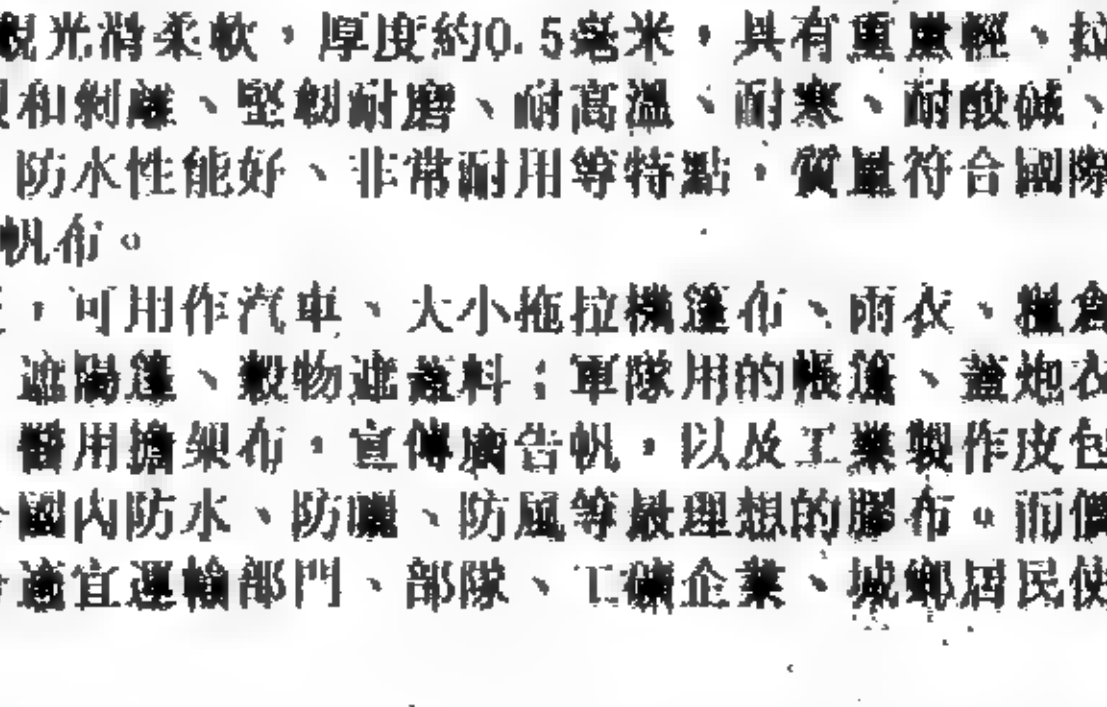 光滑柔軟，厚度約0.5毫米，具有重量輕、拉
和剝離、堅韌耐磨、耐高溫、耐寒、耐酸碱、
防水性能好、非常耐用等特點，質量符合國際
帆布。
，可用作汽車、大小拖拉機篷布、雨衣、糧倉
遮陽篷、穀物遮蓋料；軍隊用的帳篷、蓋炮衣
醫用擔架布，宣傳廣告帆，以及工業製作皮包
國內防水、防曬、防風等最理想的膠布。而價
適宜運輸部門、部隊、工礦企業、城鄉居民使